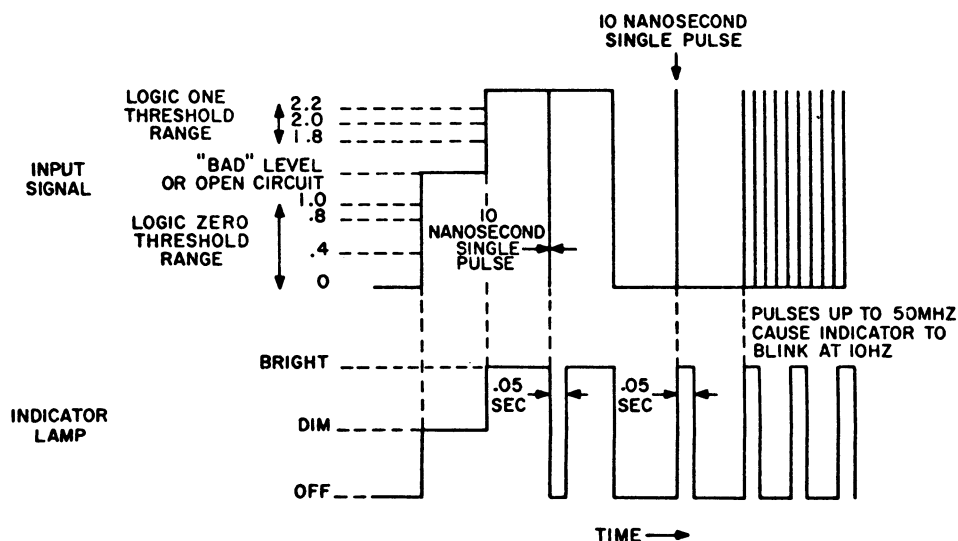 10 NANOSECOND
SINGLE PULSE
LOGIC ONE
THRESHOLD
RANGE
2.2
2.0
1.8
INPUT
SIGNAL
"BAD" LEVEL
OR OPEN CIRCUIT
1.0
.8
LOGIC ZERO
THRESHOLD
RANGE
.4
0
10
NANOSECOND
SINGLE
PULSE
PULSES UP TO 50MHZ
CAUSE INDICATOR TO
BLINK AT 10HZ
BRIGHT
.05
SEC
.05
SEC
INDICATOR
LAMP
DIM
OFF
TIME